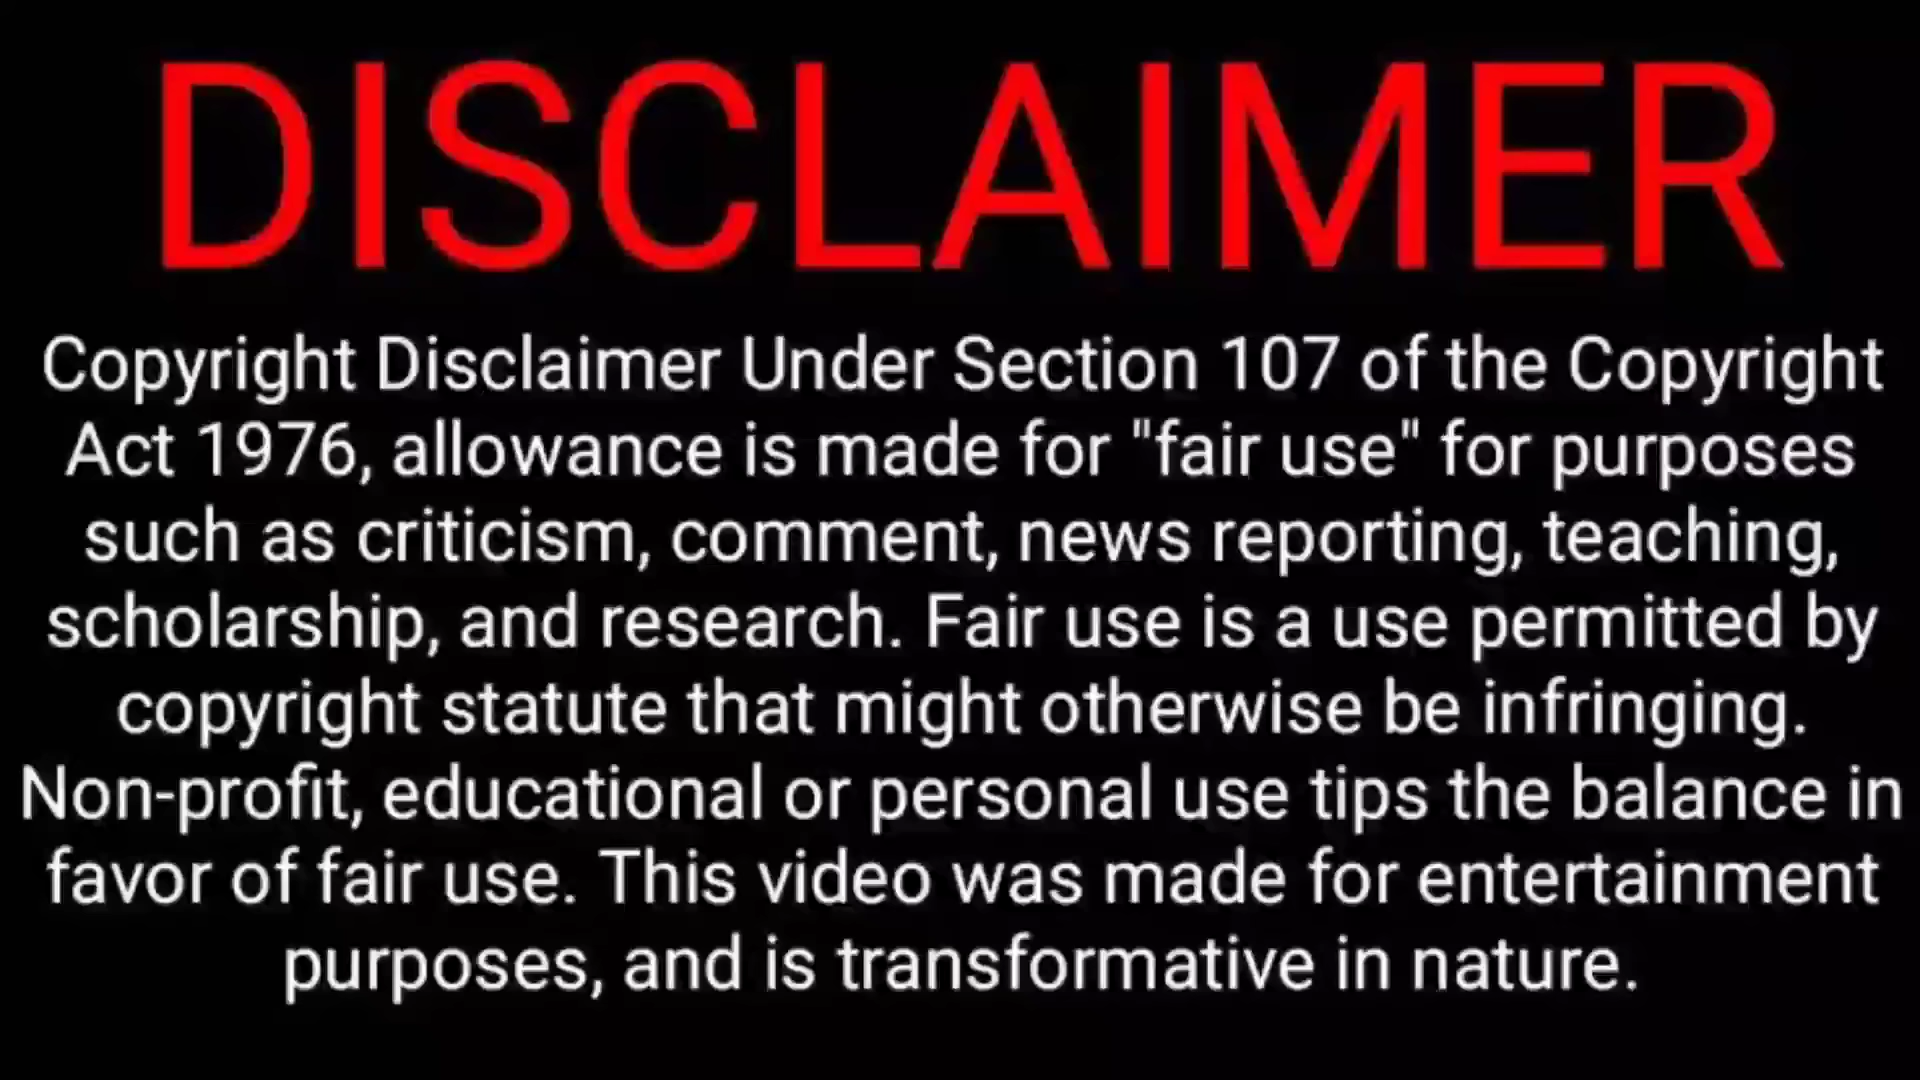 DISCLAIMER
Copyright Disclaimer Under Section 107 of the Copyright
Act 1976, allowance is made for "fair use" for purposes
such as criticism, comment, news reporting, teaching,
scholarship, and research. Fair use is a use permitted by
copyright statute that might otherwise be infringing.
Non-profit, educational or personal use tips the balance in
favor of fair use. This video was made for entertainment
purposes, and is transformative in nature.